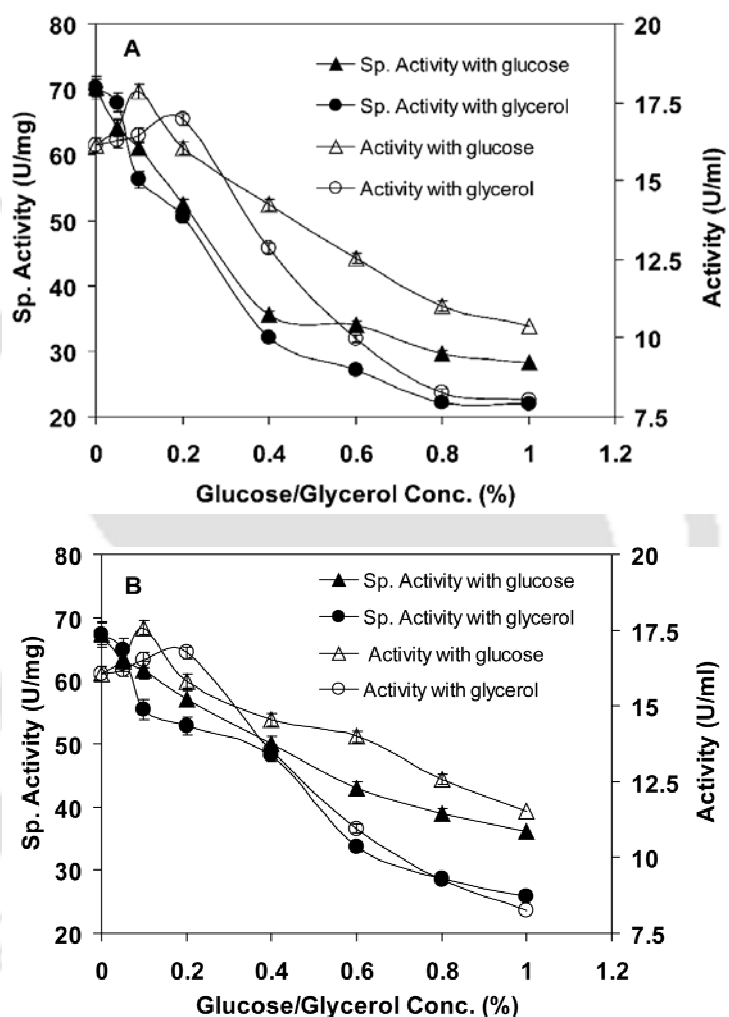 A
80
70
60
50
40
30
20
Sp. Activity (U/mg)
20
17.5
15
12.5
10
7.5
Activity (U/ml)
Sp. Activity with glucose
Sp. Activity with glycerol
Activity with glucose
Activity with glycerol
0 0.2 0.4 0.6 0.8 1 1.2
Glucose/Glycerol Conc. (%)
B
80
70
60
50
40
30
20
Sp. Activity (U/mg)
20
17.5
15
12.5
10
7.5
Activity (U/ml)
Sp. Activity with glucose
Sp. Activity with glycerol
Activity with glucose
Activity with glycerol
0 0.2 0.4 0.6 0.8 1 1.2
Glucose/Glycerol Conc. (%)